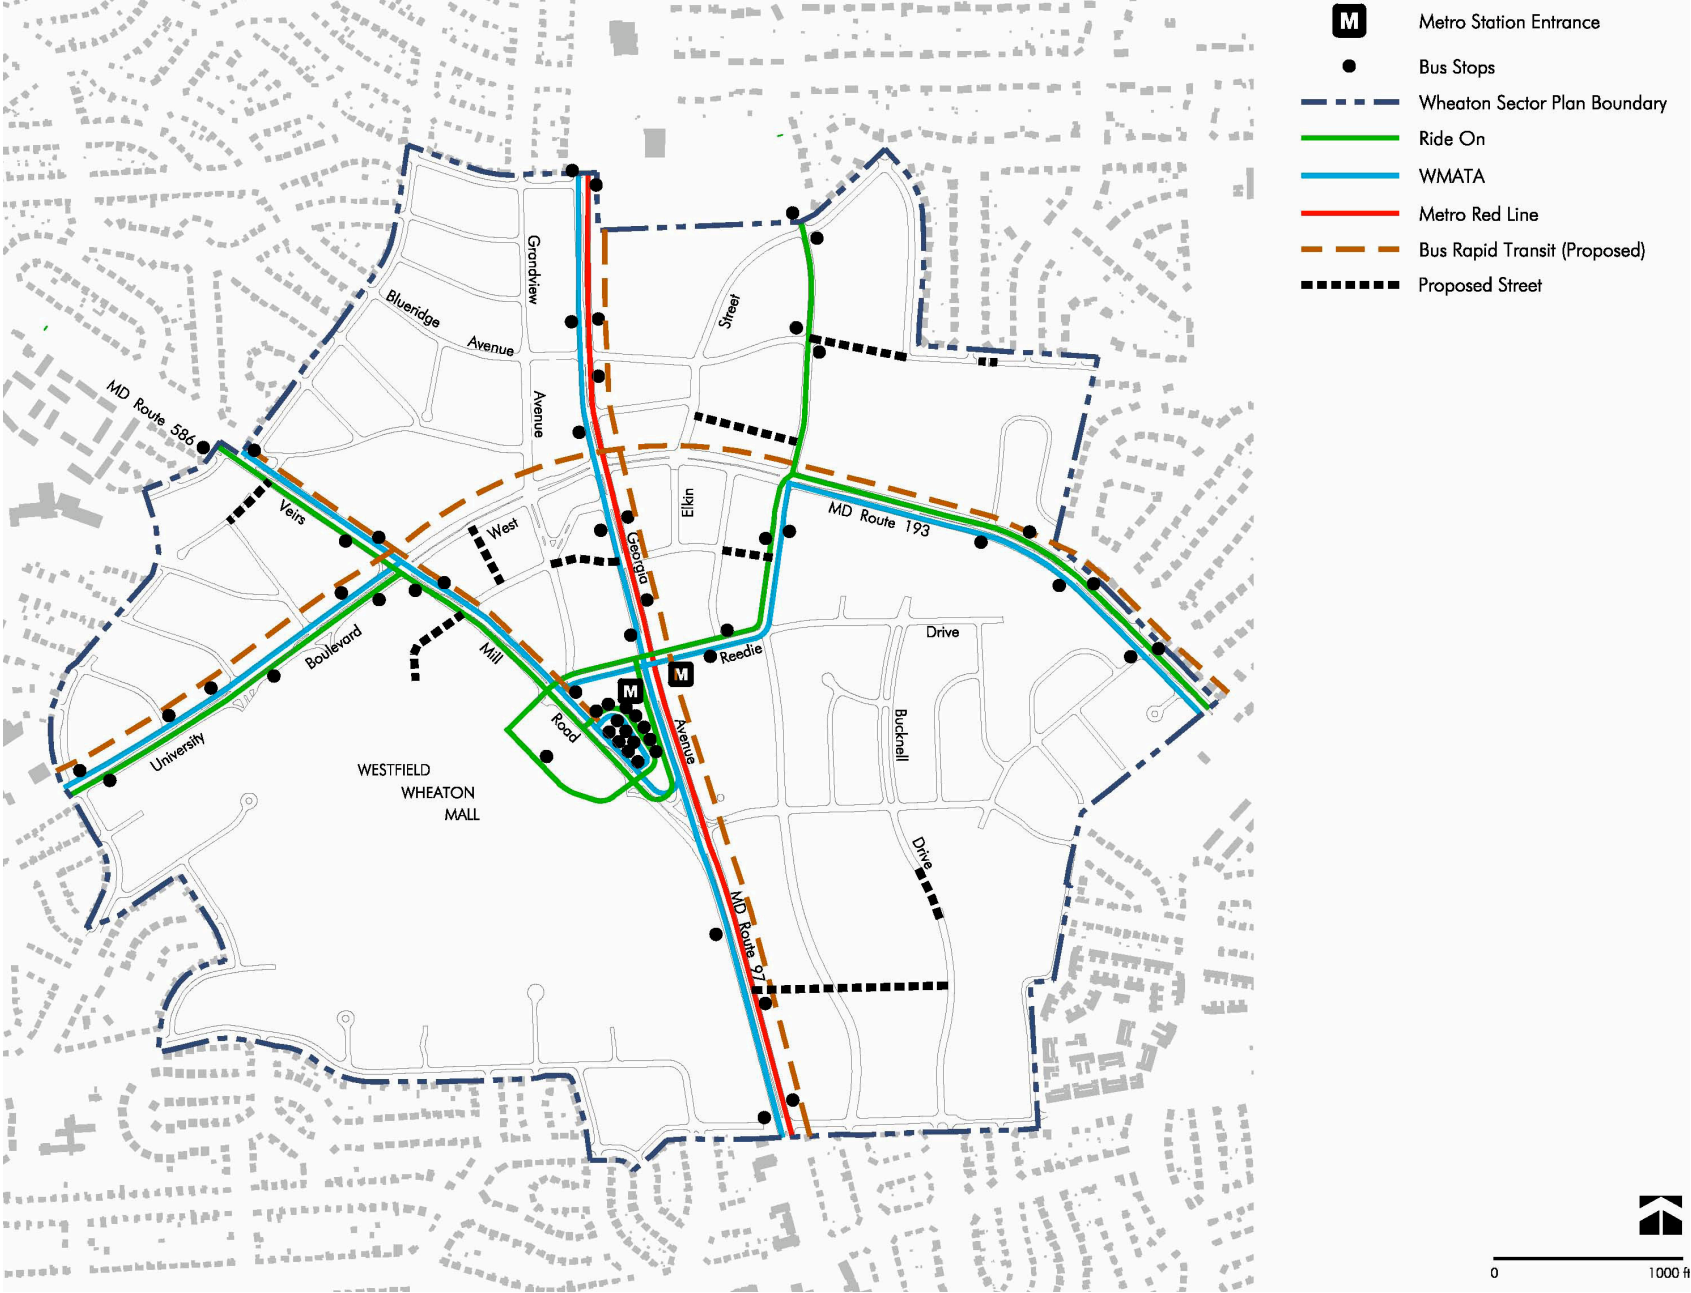 M Metro Station Entrance
Bus Stops
Wheaton Sector Plan Boundary
Ride On
WMATA
Metro Red Line
Bus Rapid Transit (Proposed)
Proposed Street
Grandview
Avenue
Blueridge
Avenue
Street
MD Route 586
Veirs
West
Elkin
MD Route 193
Georgia
Boulevard
Mill
Reedie
Drive
M
M
Road
Avenue
Bucknell
University
WESTFIELD
WHEATON
MALL
Drive
MD Route 97
0 1000 ft